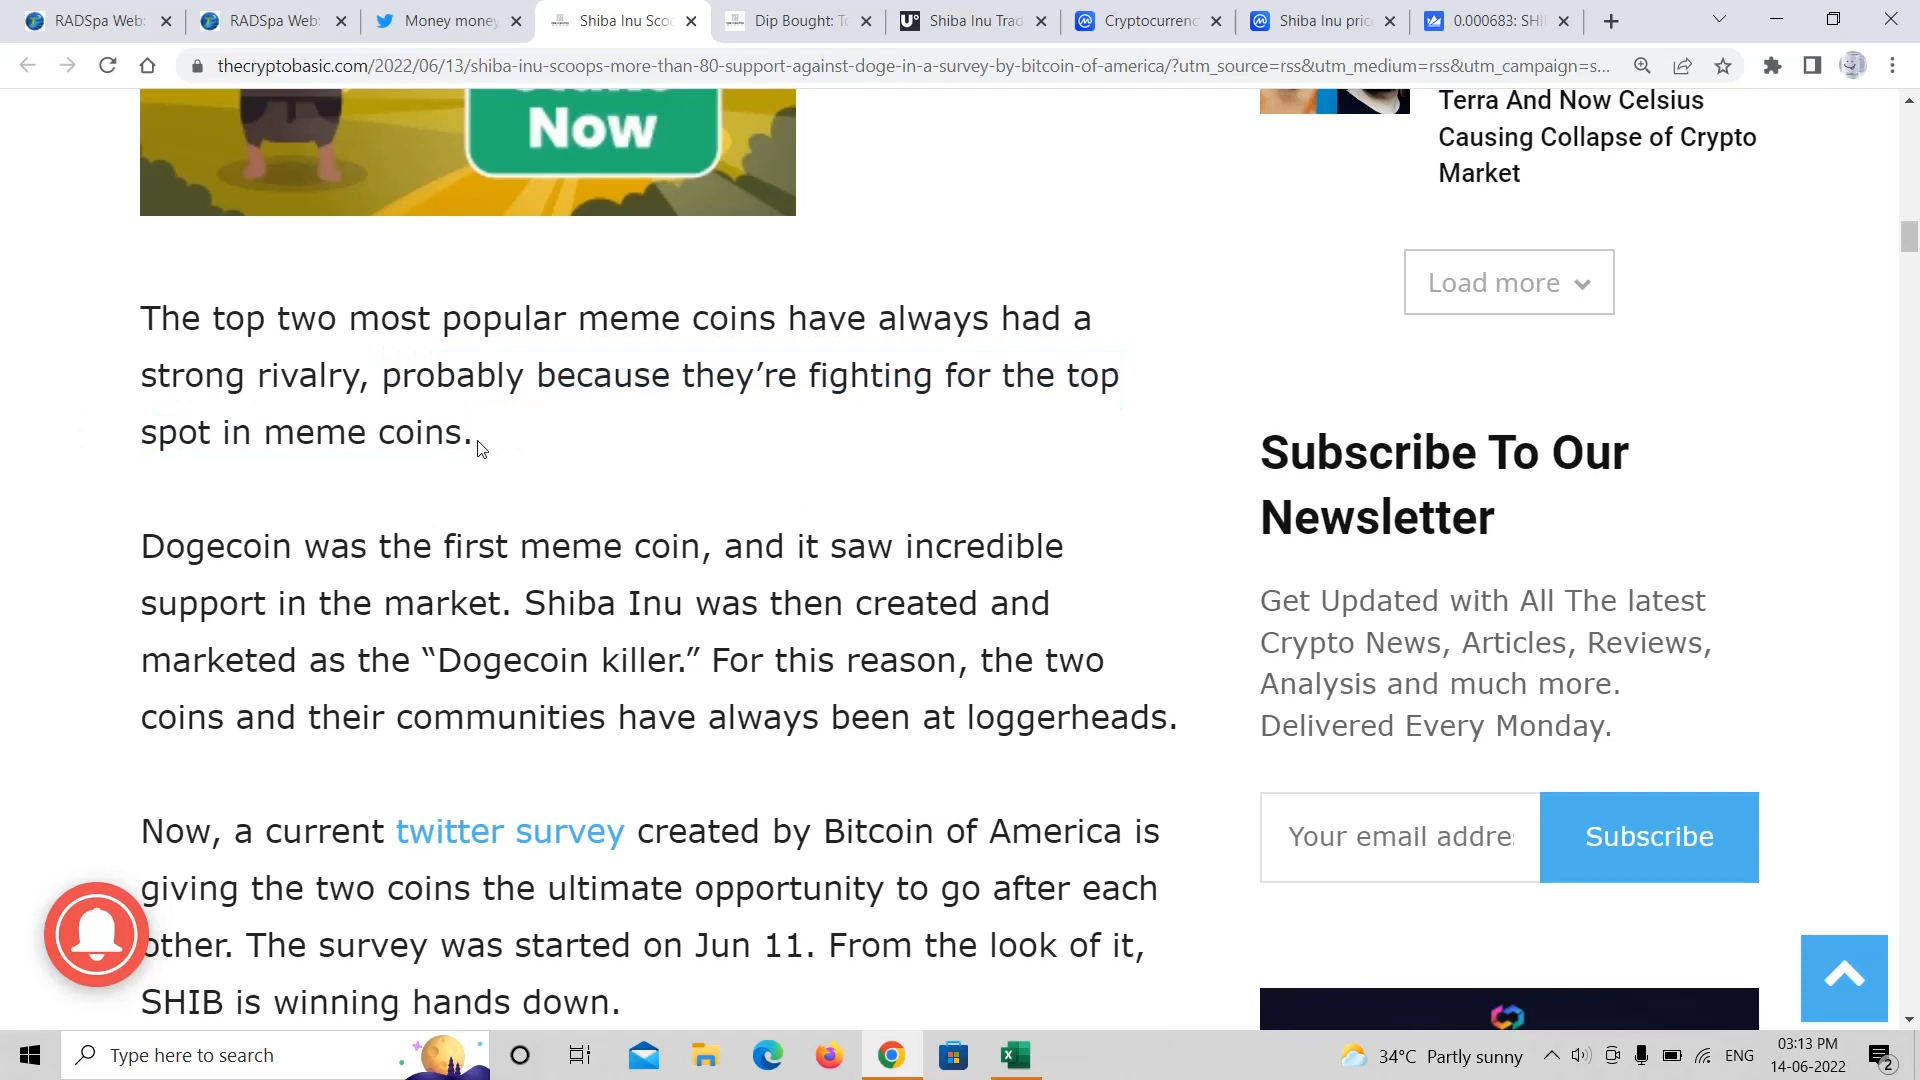 RADSpa Web:
RADSpa Web:
Money money
Shiba Inu Scoo
Dip Bought: To
Shiba Inu Trad
Cryptocurrenc
Shiba Inu pric
0.000683: SHI
thecryptobasic.com/2022/06/13/shiba-inu-scoops-more-than-80-support-against-doge-in-a-survey-by-bitcoin-of-america/?utm_source=rss&utm_medium=rss&utm_campaign=s...
Now
Terra And Now Celsius
Causing Collapse of Crypto
Market
Load more
The top two most popular meme coins have always had a
strong rivalry, probably because they’re fighting for the top
spot in meme coins.
Dogecoin was the first meme coin, and it saw incredible
support in the market. Shiba Inu was then created and
marketed as the “Dogecoin killer.” For this reason, the two
coins and their communities have always been at loggerheads.
Now, a current twitter survey created by Bitcoin of America is
giving the two coins the ultimate opportunity to go after each
other. The survey was started on Jun 11. From the look of it,
SHIB is winning hands down.
Subscribe To Our
Newsletter
Get Updated with All The latest
Crypto News, Articles, Reviews,
Analysis and much more.
Delivered Every Monday.
Your email addre
Subscribe
Type here to search
34°C Partly sunny
ENG
03:13 PM
14-06-2022
2